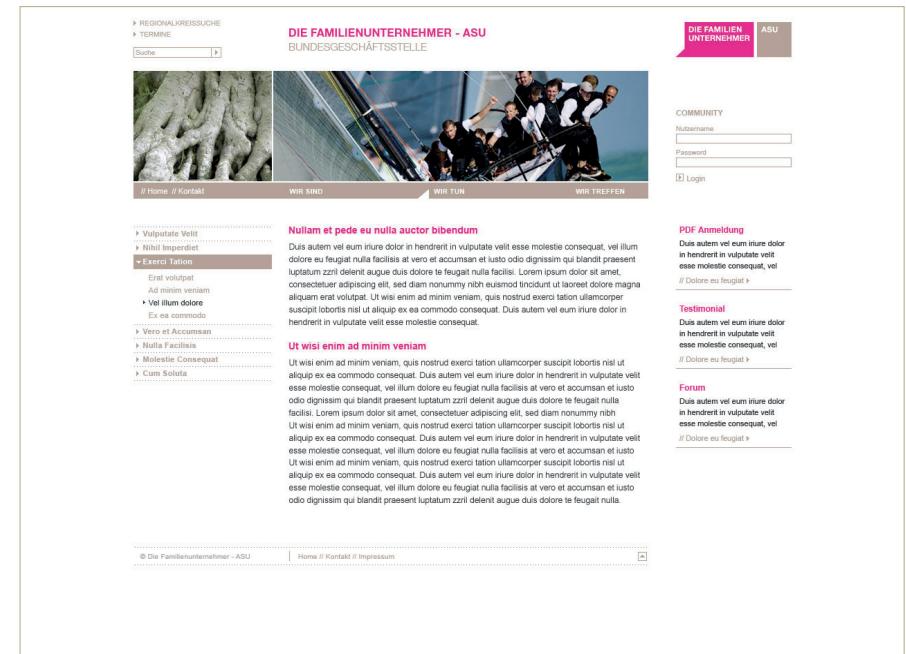 REGIONALKREISSUCHE
TERMINE
Suche
DIE FAMILIENUNTERNEHMER - ASU
BUNDESGESCHÄFTSSTELLE
DIE FAMILIEN
UNTERNEHMER
ASU
COMMUNITY
Nutzername
Password
Login
// Home // Kontakt
WIR SIND
WIR TUN
WIR TREFFEN
Vulputate Velit
Nihil Imperdiet
Exerci Tation
Erat volutpat
Ad minim veniam
Vel illum dolore
Ex ea commodo
Vero et Accumsan
Nulla Facilisis
Molestie Consequat
Cum Soluta
Nullam et pede eu nulla auctor bibendum
Duis autem vel eum iriure dolor in hendrerit in vulputate velit esse molestie consequat, vel illum
dolore eu feugiat nulla facilisis at vero et accumsan et iusto odio dignissim qui blandit praesent
luptatum zzril delenit augue duis dolore te feugait nulla facilisi. Lorem ipsum dolor sit amet,
consectetuer adipiscing elit, sed diam nonummy nibh euismod tincidunt ut laoreet dolore magna
aliquam erat volutpat. Ut wisi enim ad minim veniam, quis nostrud exerci tation ullamcorper
suscipit lobortis nisl ut aliquip ex ea commodo consequat. Duis autem vel eum iriure dolor in
hendrerit in vulputate velit esse molestie consequat.
Ut wisi enim ad minim veniam
Ut wisi enim ad minim veniam, quis nostrud exerci tation ullamcorper suscipit lobortis nisl ut
aliquip ex ea commodo consequat. Duis autem vel eum iriure dolor in hendrerit in vulputate velit
esse molestie consequat, vel illum dolore eu feugiat nulla facilisis at vero et accumsan et iusto
odio dignissim qui blandit praesent luptatum zzril delenit augue duis dolore te feugait nulla
facilisi. Lorem ipsum dolor sit amet, consectetuer adipiscing elit, sed diam nonummy nibh
Ut wisi enim ad minim veniam, quis nostrud exerci tation ullamcorper suscipit lobortis nisl ut
aliquip ex ea commodo consequat. Duis autem vel eum iriure dolor in hendrerit in vulputate velit
esse molestie consequat, vel illum dolore eu feugiat nulla facilisis at vero et accumsan et iusto
Ut wisi enim ad minim veniam, quis nostrud exerci tation ullamcorper suscipit lobortis nisl ut
aliquip ex ea commodo consequat. Duis autem vel eum iriure dolor in hendrerit in vulputate velit
esse molestie consequat, vel illum dolore eu feugiat nulla facilisis at vero et accumsan et iusto
odio dignissim qui blandit praesent luptatum zzril delenit augue duis dolore te feugait nulla.
PDF Anmeldung
Duis autem vel eum iriure dolor
in hendrerit in vulputate velit
esse molestie consequat, vel
// Dolore eu feugiat
Testimonial
Duis autem vel eum iriure dolor
in hendrerit in vulputate velit
esse molestie consequat, vel
// Dolore eu feugiat
Forum
Duis autem vel eum iriure dolor
in hendrerit in vulputate velit
esse molestie consequat, vel
// Dolore eu feugiat
© Die Familienunternehmer - ASU
Home // Kontakt // Impressum